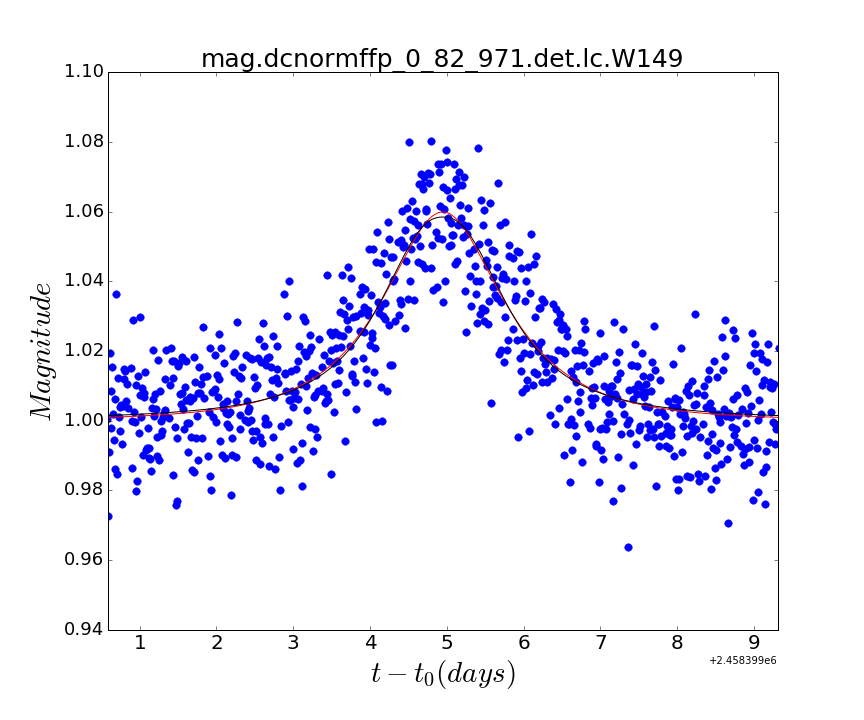 mag.dcnormffp_0_82_971.det.lc.W149
1.10
1.08
1.06
1.04
1.02
1.00
0.98
0.96
0.94
Magnitude
1 2 3 4 5 6 7 8 9
+2.458399e6
t − t₀(days)